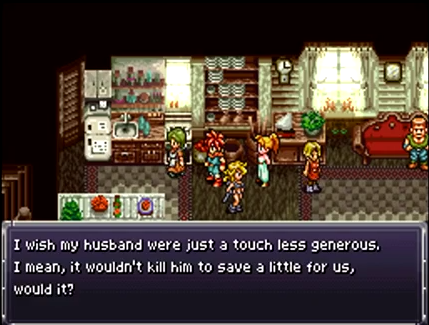 I wish my husband were just a touch less generous.
I mean, it wouldn't kill him to save a little for us,
would it?